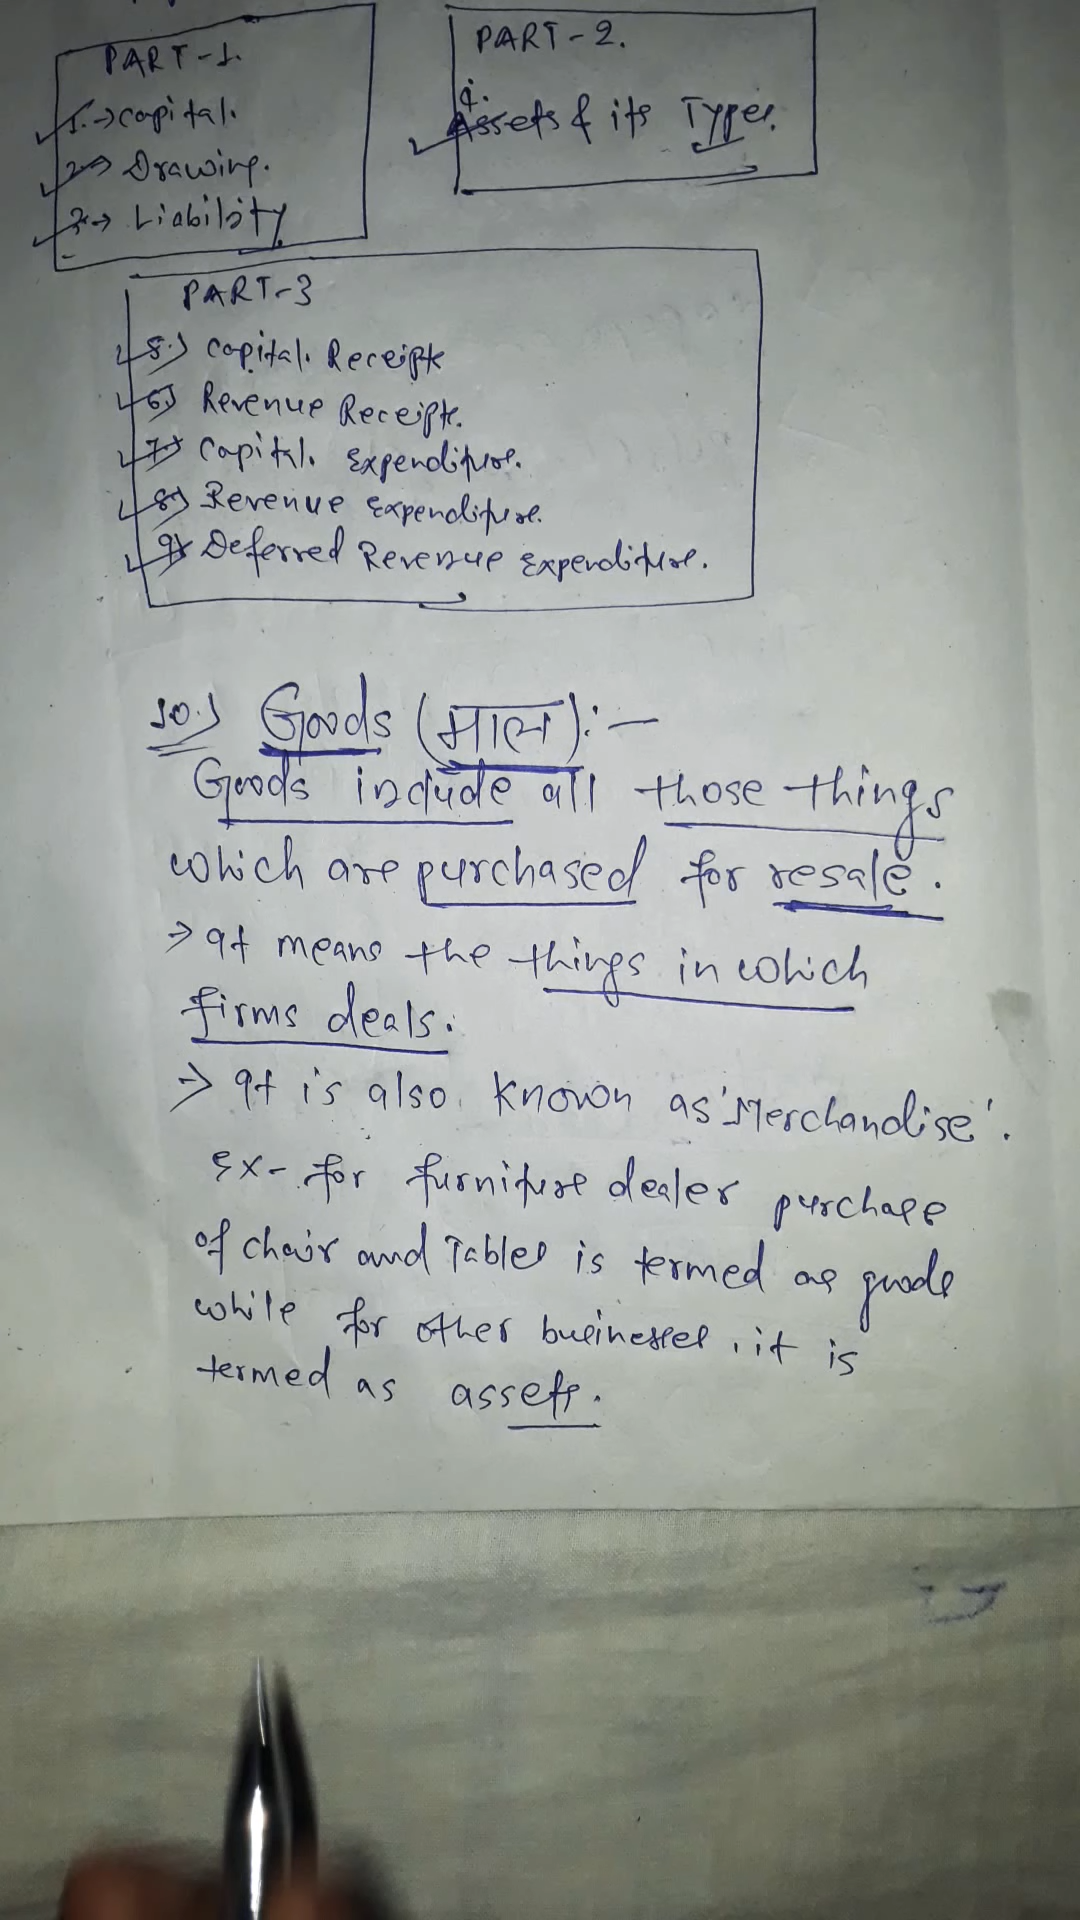 PART-1.
1.→ capital.
2→ Drawing.
3→ Liability
PART-2.
4.
Assets & its Types.
PART-3
5.) Capital. Receipts
6.) Revenue Receipts.
7.) Capital. Expenditure.
8.) Revenue Expenditure.
9.) Deferred Revenue Expenditure.
10.) Goods (माल):-
Goods include all those things
which are purchased for resale.
→ It means the things in which
firms deals.
→ It is also. Known as 'Merchandise'.
Ex- for furniture dealer purchase
of chair and Tables is termed as goods
while for other businesses, it is
termed as assets.